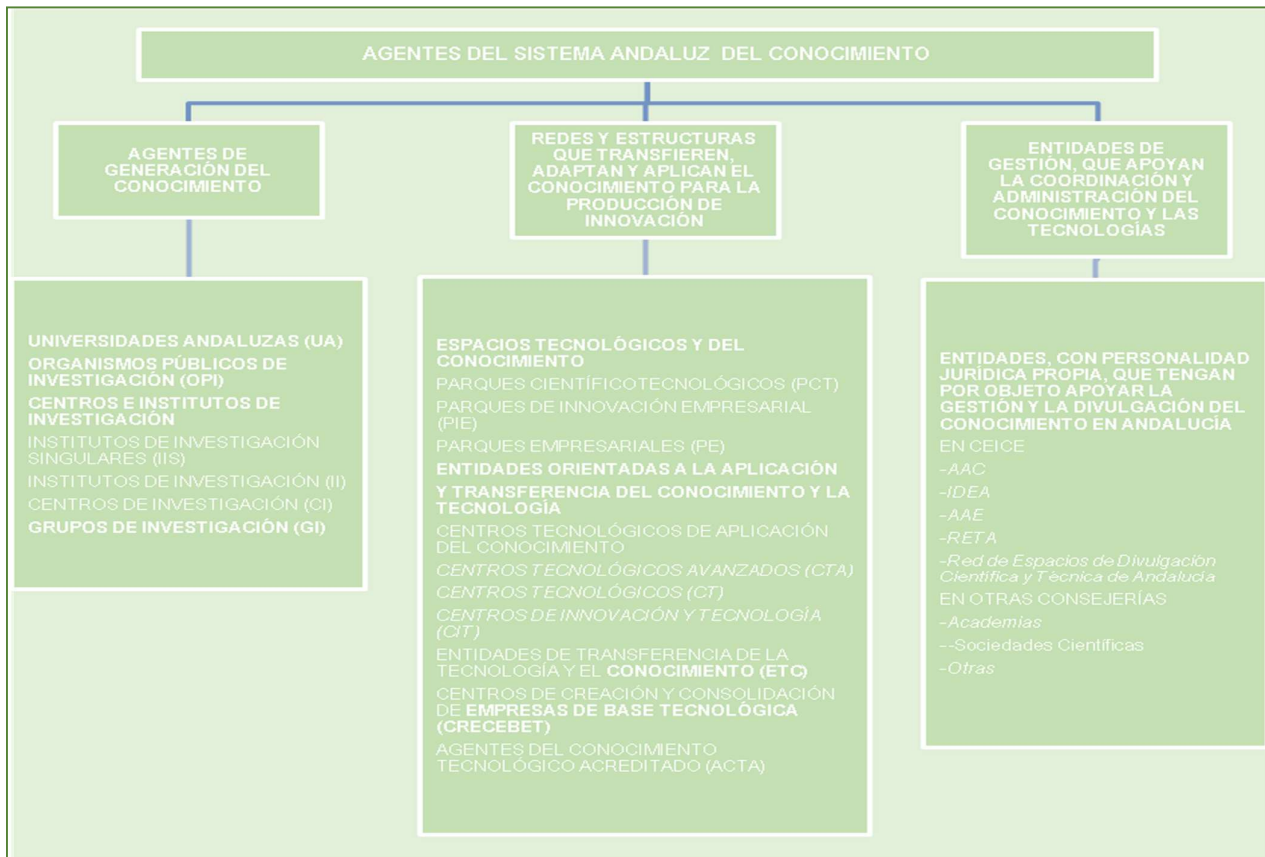 AGENTES DEL SISTEMA ANDALUZ DEL CONOCIMIENTO
AGENTES DE
GENERACIÓN DEL
CONOCIMIENTO
REDES Y ESTRUCTURAS
QUE TRANSFIEREN,
ADAPTAN Y APLICAN EL
CONOCIMIENTO PARA LA
PRODUCCIÓN DE
INNOVACIÓN
ENTIDADES DE
GESTIÓN, QUE APOYAN
LA COORDINACIÓN Y
ADMINISTRACIÓN DEL
CONOCIMIENTO Y LAS
TECNOLOGÍAS
UNIVERSIDADES ANDALUZAS (UA)
ORGANISMOS PÚBLICOS DE
INVESTIGACIÓN (OPI)
CENTROS E INSTITUTOS DE
INVESTIGACIÓN
INSTITUTOS DE INVESTIGACIÓN
SINGULARES (IIS)
INSTITUTOS DE INVESTIGACIÓN (II)
CENTROS DE INVESTIGACIÓN (CI)
GRUPOS DE INVESTIGACIÓN (GI)
ESPACIOS TECNOLÓGICOS Y DEL
CONOCIMIENTO
PARQUES CIENTÍFICOTECNOLÓGICOS (PCT)
PARQUES DE INNOVACIÓN EMPRESARIAL
(PIE)
PARQUES EMPRESARIALES (PE)
ENTIDADES ORIENTADAS A LA APLICACIÓN
Y TRANSFERENCIA DEL CONOCIMIENTO Y LA
TECNOLOGÍA
CENTROS TECNOLÓGICOS DE APLICACIÓN
DEL CONOCIMIENTO
CENTROS TECNOLÓGICOS AVANZADOS (CTA)
CENTROS TECNOLÓGICOS (CT)
CENTROS DE INNOVACIÓN Y TECNOLOGÍA
(CIT)
ENTIDADES DE TRANSFERENCIA DE LA
TECNOLOGÍA Y EL CONOCIMIENTO (ETC)
CENTROS DE CREACIÓN Y CONSOLIDACIÓN
DE EMPRESAS DE BASE TECNOLÓGICA
(CRECEBET)
AGENTES DEL CONOCIMIENTO
TECNOLÓGICO ACREDITADO (ACTA)
ENTIDADES, CON PERSONALIDAD
JURÍDICA PROPIA, QUE TENGAN
POR OBJETO APOYAR LA
GESTIÓN Y LA DIVULGACIÓN DEL
CONOCIMIENTO EN ANDALUCÍA
EN CEICE
-AAC
-IDEA
-AAE
-RETA
-Red de Espacios de Divulgación
Científica y Técnica de Andalucía
EN OTRAS CONSEJERÍAS
-Academias
--Sociedades Científicas
-Otras